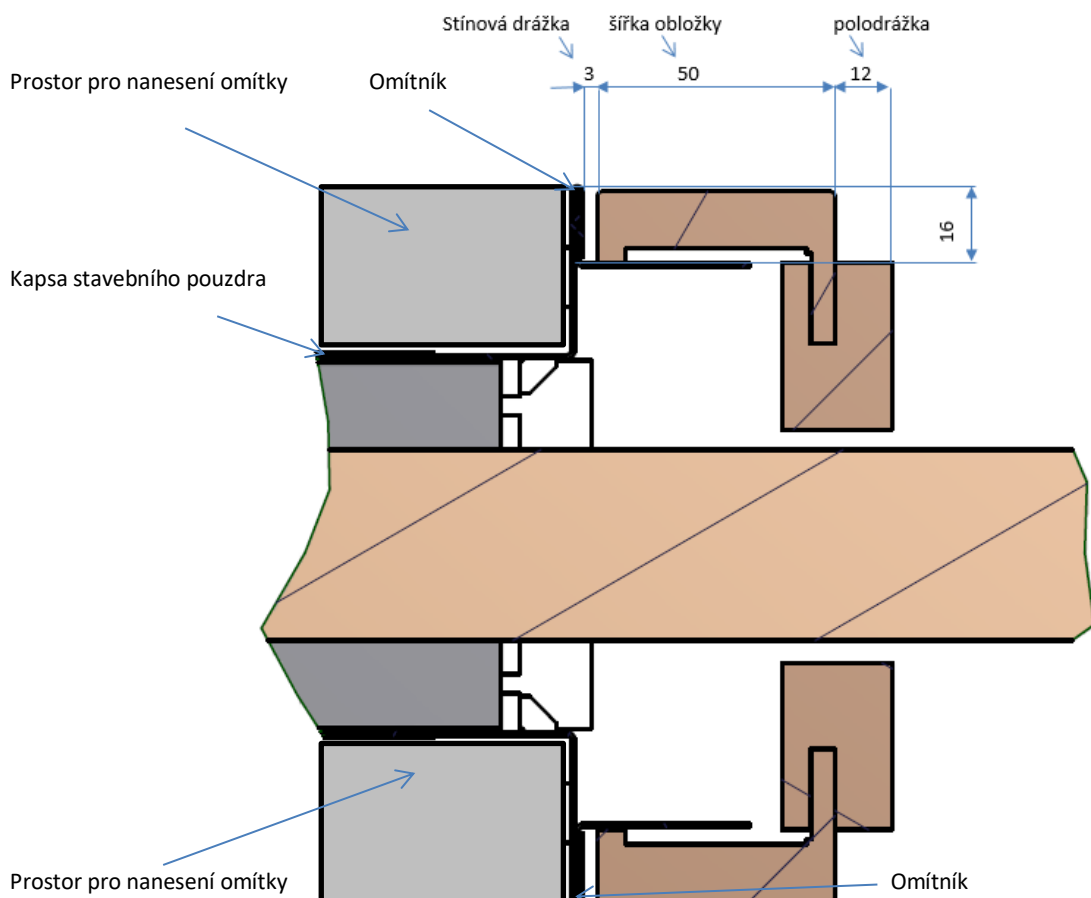 Stínová drážka šířka obložky polodrážka
3 50 12
Prostor pro nanesení omítky Omítník
16
Kapsa stavebního pouzdra
Prostor pro nanesení omítky Omítník